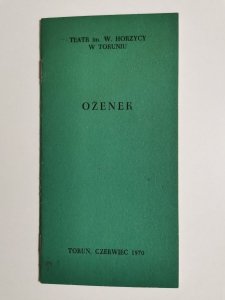 TEATR im. W. HORZYCY
W TORUNIU
OŻENEK
TORUŃ, CZERWIEC 1970